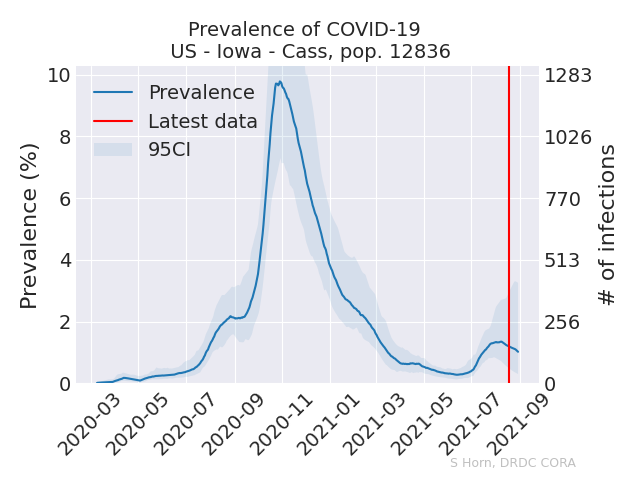 Prevalence of COVID-19
US - Iowa - Cass, pop. 12836
Prevalence
Latest data
95CI
Prevalence (%)
10
8
6
4
2
0
1283
1026
770
513
256
0
# of infections
2020-03
2020-05
2020-07
2020-09
2020-11
2021-01
2021-03
2021-05
2021-07
2021-09
S Horn, DRDC CORA